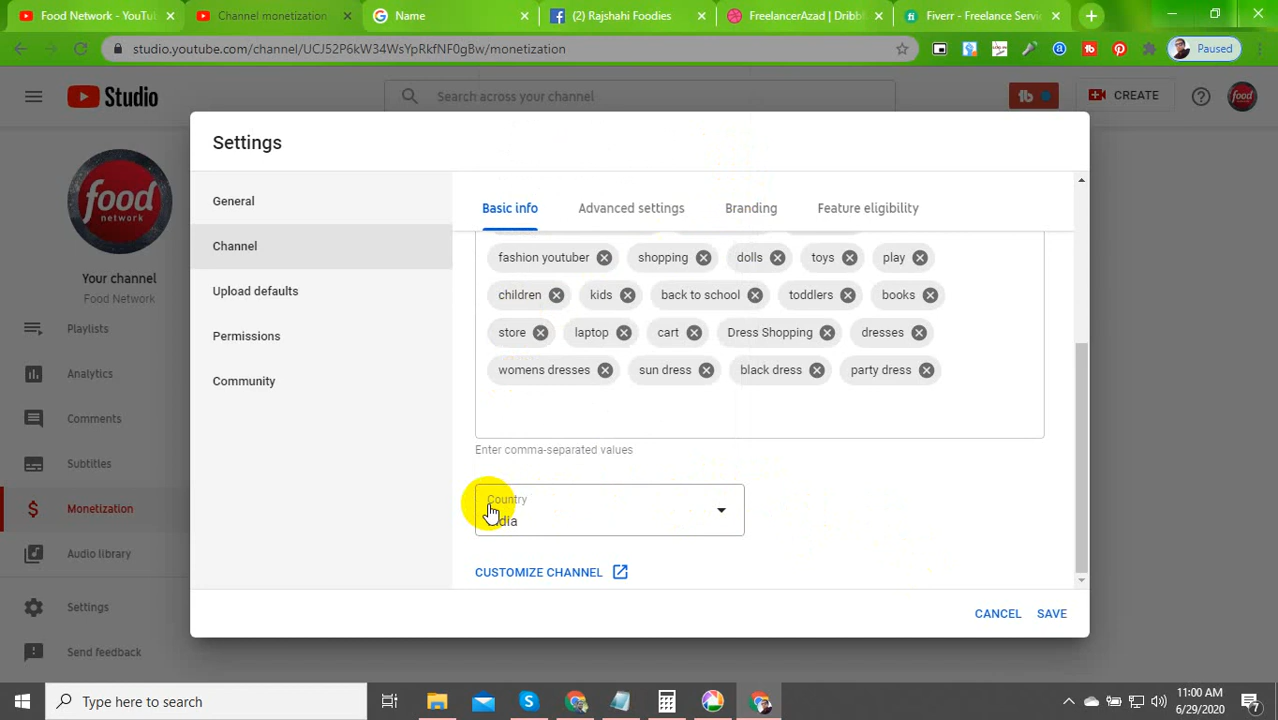 Food Network - YouTu
Channel monetization
Name
(2) Rajshahi Foodies
FreelancerAzad | Dribbl
Fiverr - Freelance Servi
studio.youtube.com/channel/UCJ52P6kW34WsYpRkfNF0gBw/monetization
Paused
Studio
Search across your channel
CREATE
food
food
network
Your channel
Food Network
Playlists
Analytics
Comments
Subtitles
Monetization
Audio library
Settings
Send feedback
Settings
General
Channel
Upload defaults
Permissions
Community
Basic info Advanced settings Branding Feature eligibility
fashion youtuber shopping dolls toys play
children kids back to school toddlers books
store laptop cart Dress Shopping dresses
womens dresses sun dress black dress party dress
Enter comma-separated values
Country
India
CUSTOMIZE CHANNEL
CANCEL SAVE
Type here to search
11:00 AM
6/29/2020
7